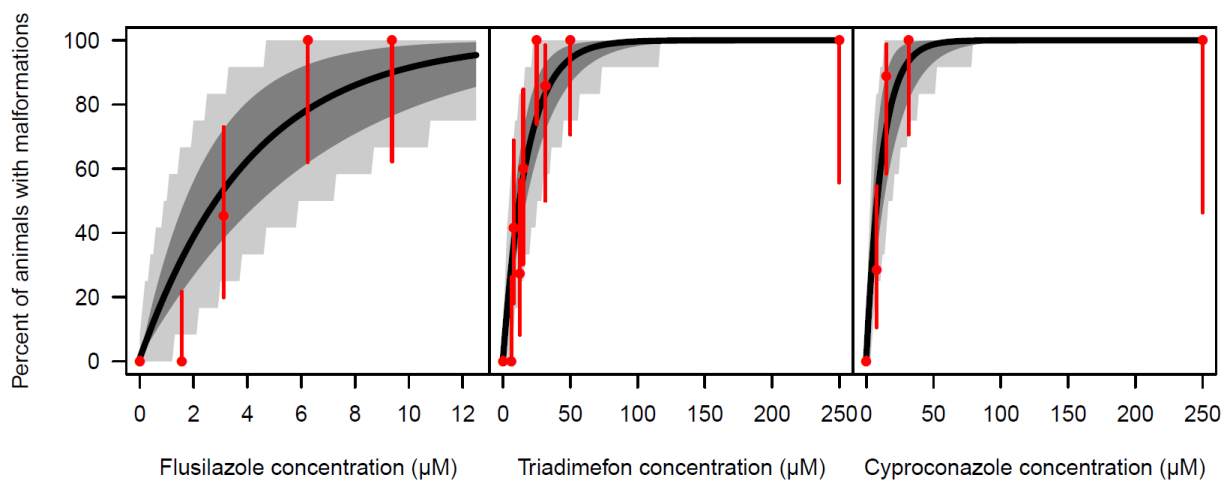 Percent of animals with malformations
100
80
60
40
20
0
0 2 4 6 8 10 12
0 50 100 150 200 250
0 50 100 150 200 250
Flusilazole concentration (µM)
Triadimefon concentration (µM)
Cyproconazole concentration (µM)